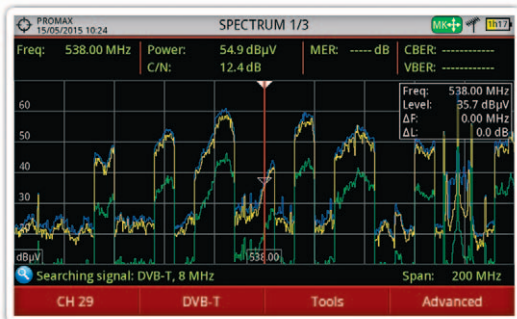 PROMAX
15/05/2015 10:24
SPECTRUM 1/3
MK
1h17
Freq: 538.00 MHz
Power: 54.9 dBµV
MER: ----- dB
CBER: ------------
C/N: 12.4 dB
VBER: ------------
Freq: 538.00 MHz
Level: 35.7 dBµV
ΔF: 0.00 MHz
ΔL: 0.0 dB
60
50
40
30
dBµV
538.00
Searching signal: DVB-T, 8 MHz
Span: 200 MHz
CH 29
DVB-T
Tools
Advanced